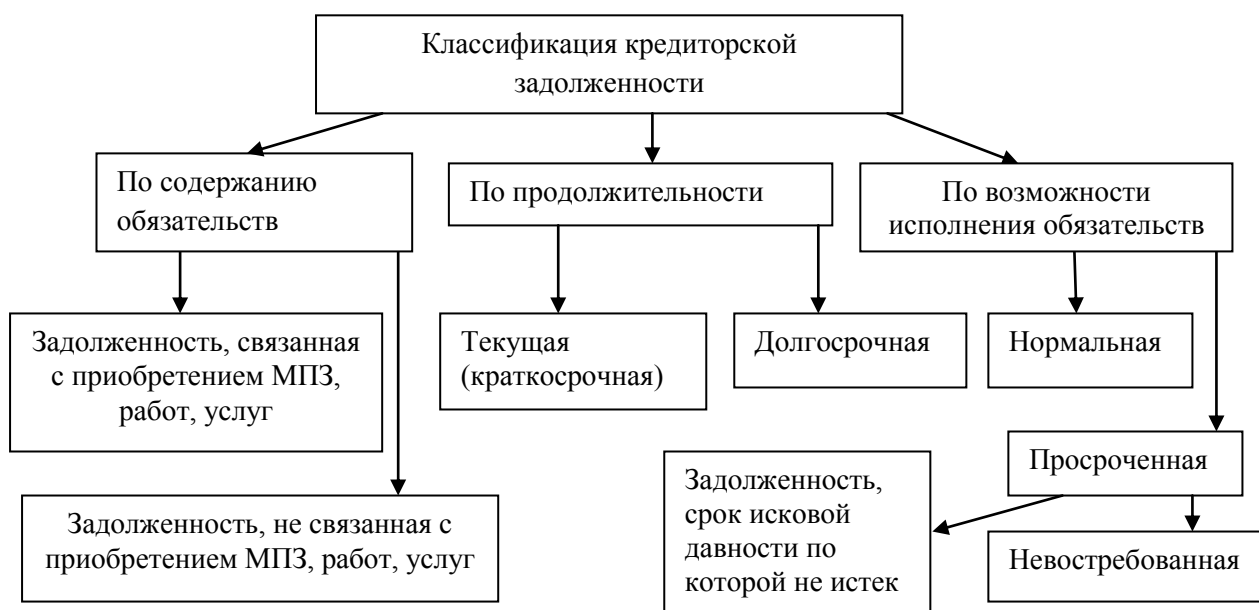 Классификация кредиторской
задолженности
По содержанию
обязательств
По продолжительности
По возможности
исполнения обязательств
Задолженность, связанная
с приобретением МПЗ,
работ, услуг
Текущая
(краткосрочная)
Долгосрочная
Нормальная
Просроченная
Задолженность, не связанная с
приобретением МПЗ, работ, услуг
Задолженность,
срок исковой
давности по
которой не истек
Невостребованная